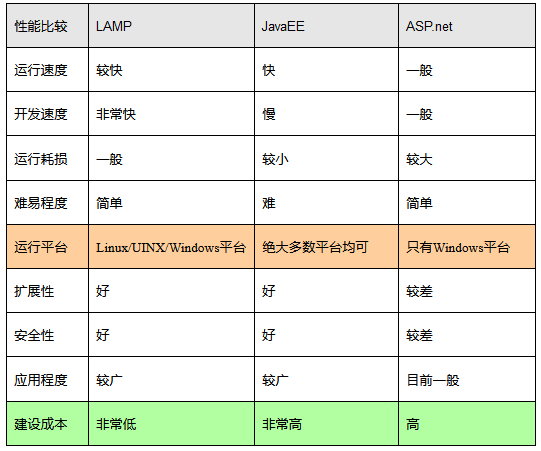 性能比较 LAMP JavaEE ASP.net
运行速度 较快 快 一般
开发速度 非常快 慢 一般
运行耗损 一般 较小 较大
难易程度 简单 难 简单
运行平台 Linux/UINX/Windows平台 绝大多数平台均可 只有Windows平台
扩展性 好 好 较差
安全性 好 好 较差
应用程度 较广 较广 目前一般
建设成本 非常低 非常高 高